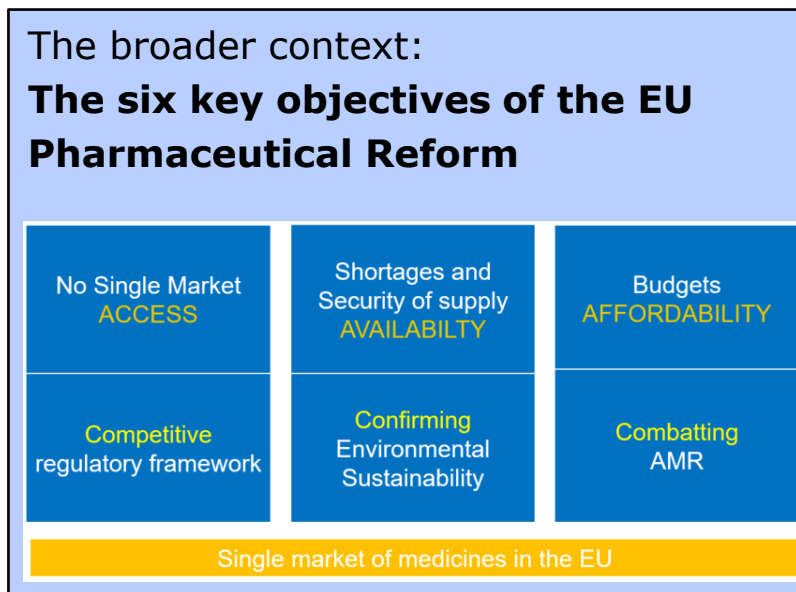 The broader context:
The six key objectives of the EU
Pharmaceutical Reform
No Single Market
ACCESS
Shortages and
Security of supply
AVAILABILTY
Budgets
AFFORDABILITY
Competitive
regulatory framework
Confirming
Environmental
Sustainability
Combatting
AMR
Single market of medicines in the EU